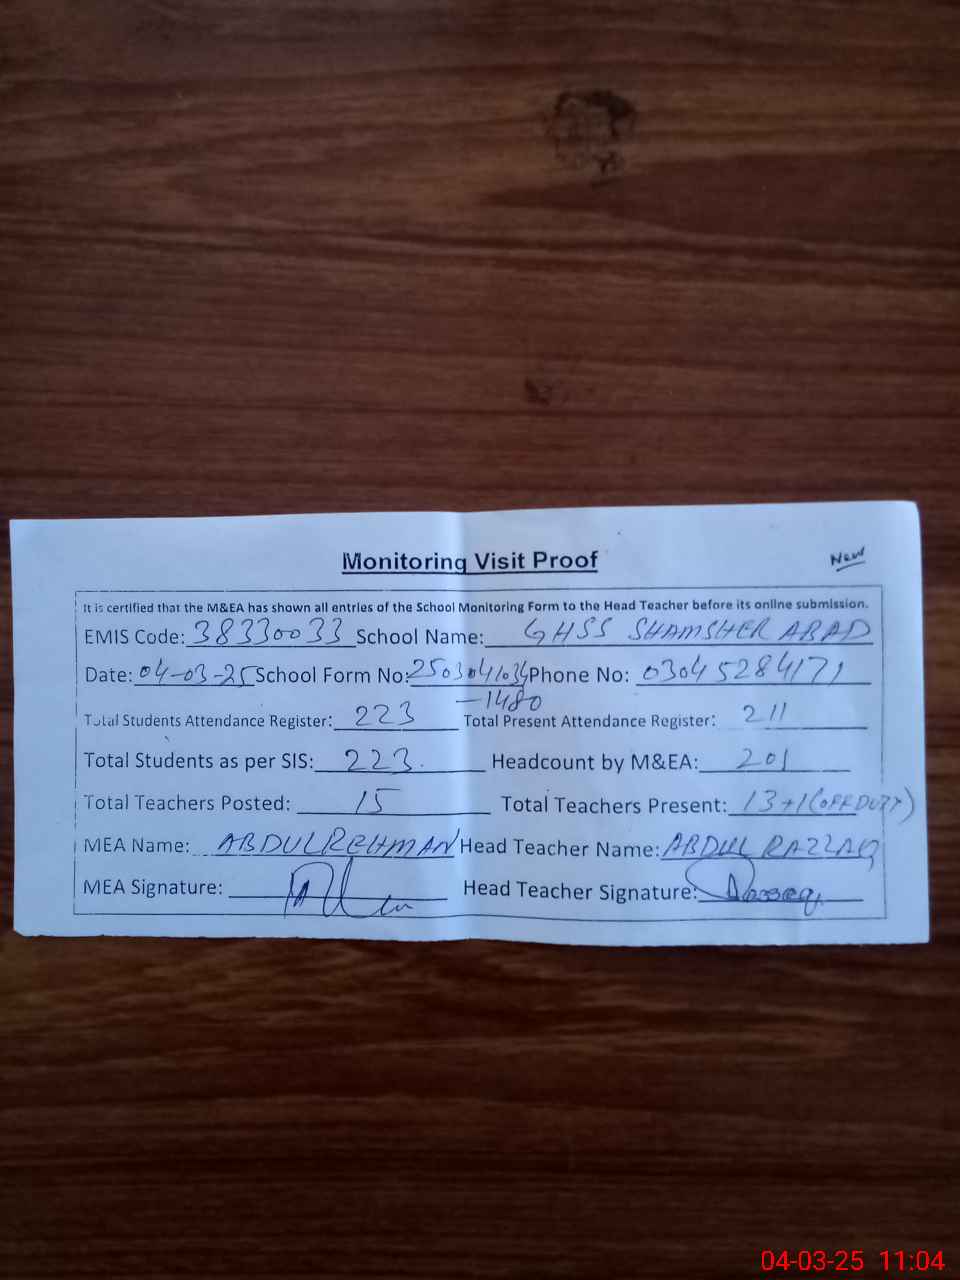 Monitoring Visit Proof
New
It is certified that the M&EA has shown all entries of the School Monitoring Form to the Head Teacher before its online submission.
EMIS Code: 38330033 School Name: GHSS SHAMSHER ABAD
Date: 04-03-25 School Form No: 2503041034 Phone No: 03045284171
-1480
Total Students Attendance Register: 223 Total Present Attendance Register: 211
Total Students as per SIS: 223. Headcount by M&EA: 201
Total Teachers Posted: 15 Total Teachers Present: 13+1(OFF DUTY)
MEA Name: ABDULREHMAN Head Teacher Name: ABDUL RAZZAQ
MEA Signature: Head Teacher Signature:
04-03-25 11:04